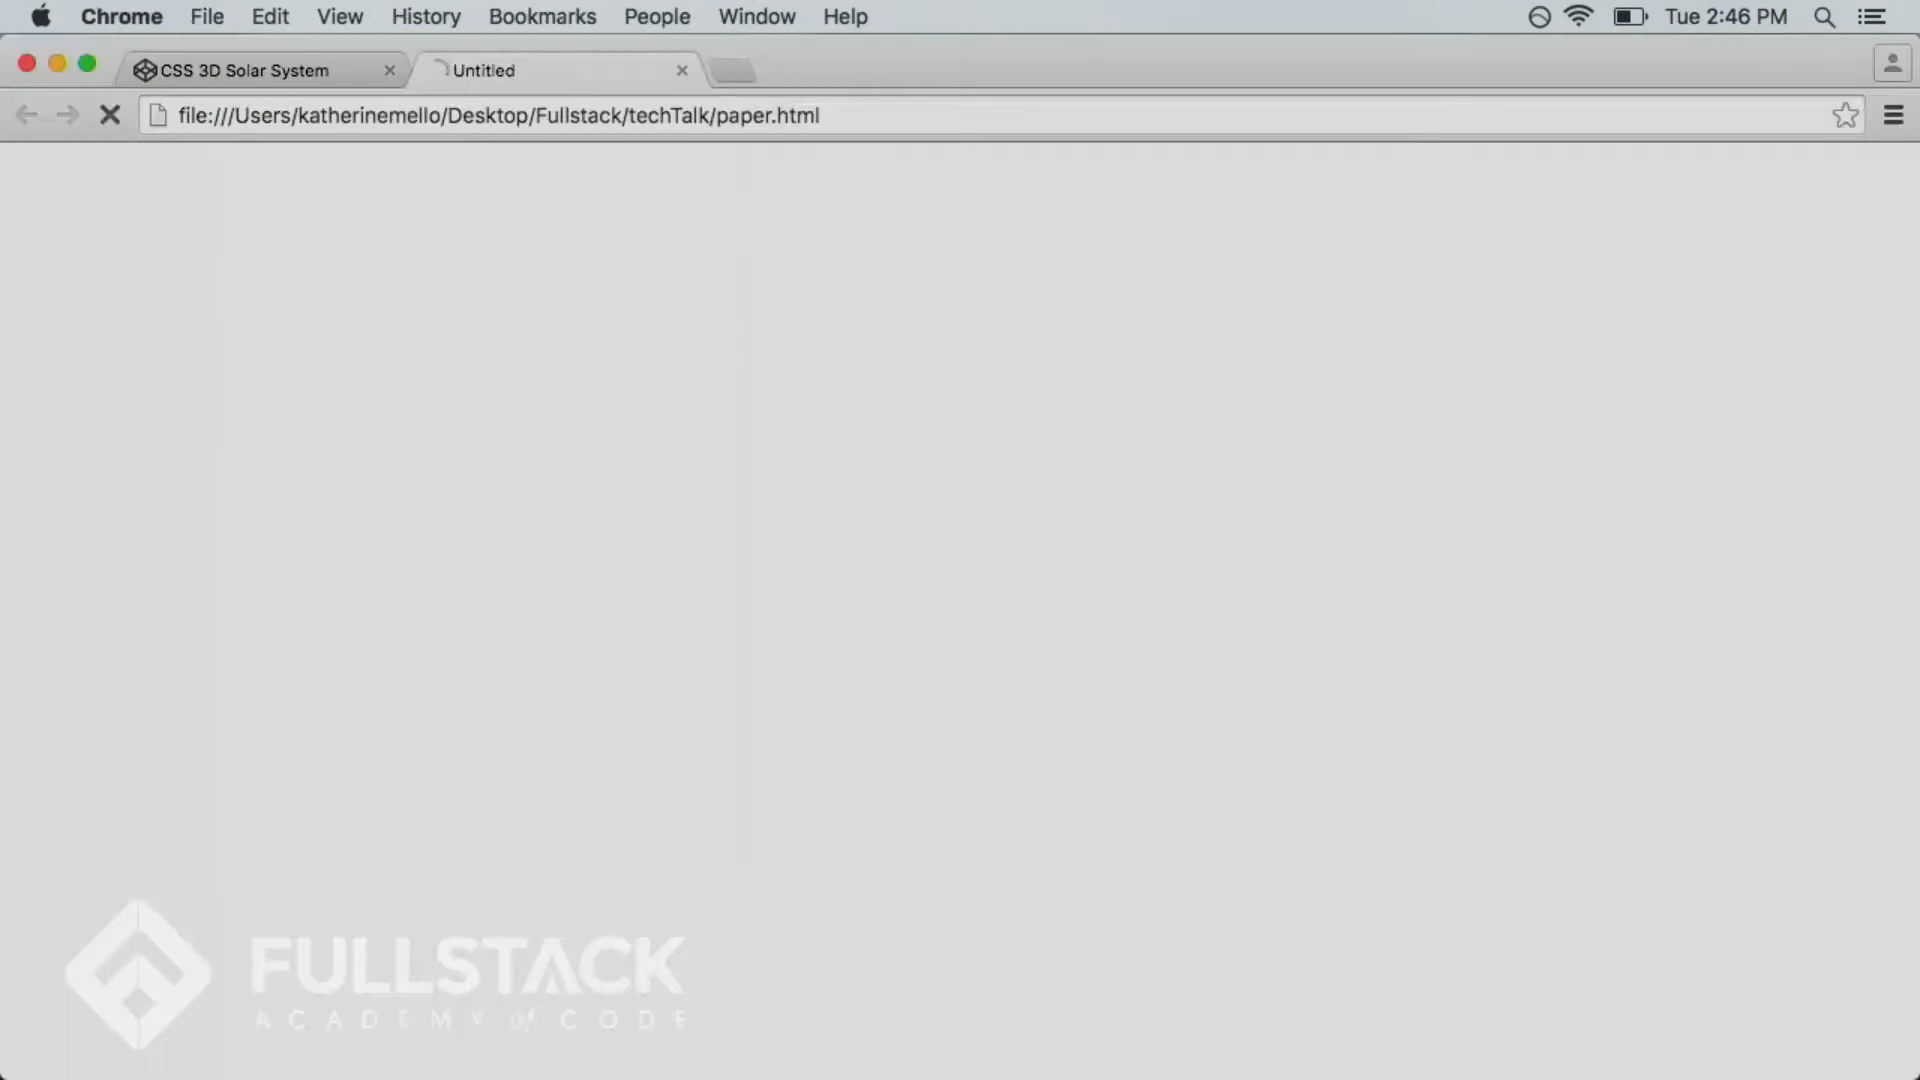 Chrome File Edit View History Bookmarks People Window Help Tue 2:46 PM
CSS 3D Solar System Untitled
file:///Users/katherinemello/Desktop/Fullstack/techTalk/paper.html
FULLSTACK
ACADEMY of CODE